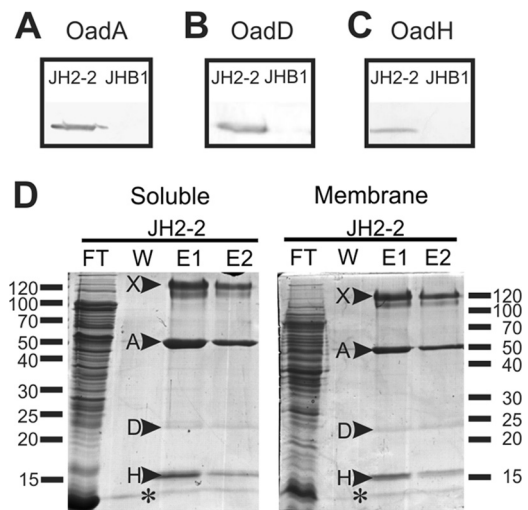 A OadA B OadD C OadH
JH2-2 JHB1 JH2-2 JHB1 JH2-2 JHB1
D Soluble Membrane
JH2-2 JH2-2
FT W E1 E2 FT W E1 E2
X X
A A
D D
H H
* *
120
100
70
50
40
30
25
20
15
120
100
70
50
40
30
25
20
15